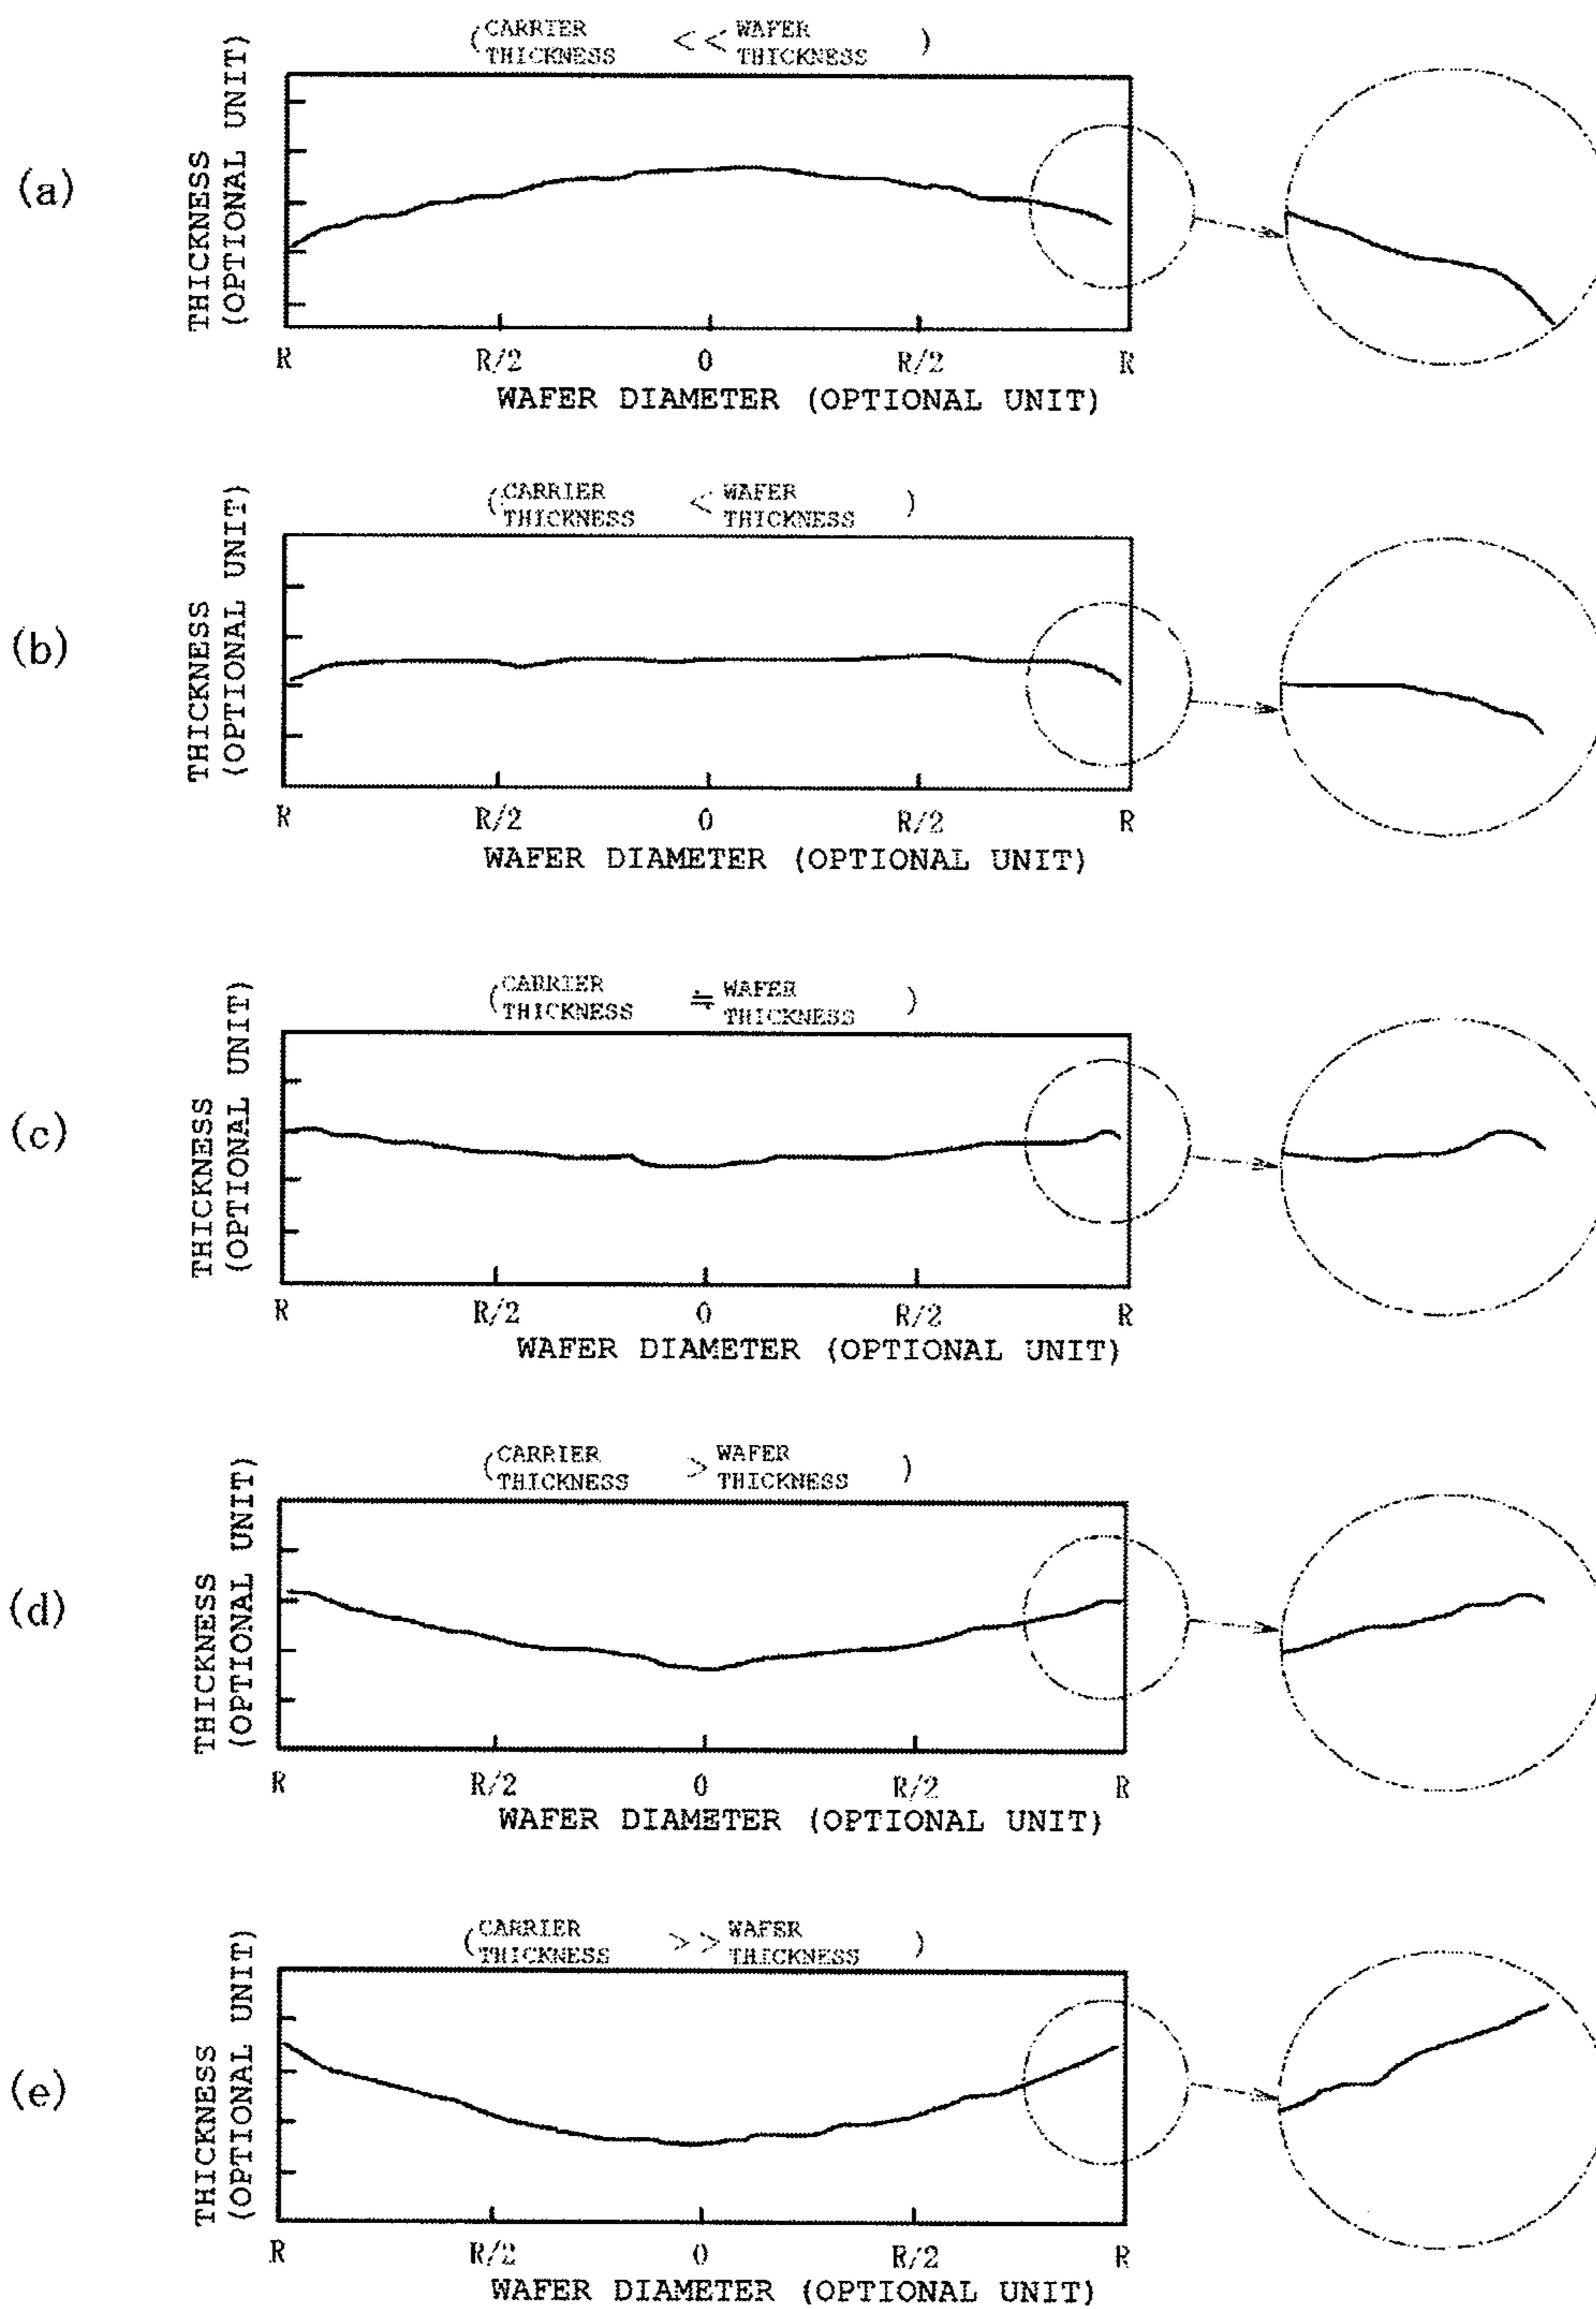 ( CARRIER THICKNESS << WAFER THICKNESS )
(a)
THICKNESS
(OPTIONAL UNIT)
R R/2 0 R/2 R
WAFER DIAMETER (OPTIONAL UNIT)
( CARRIER THICKNESS < WAFER THICKNESS )
(b)
THICKNESS
(OPTIONAL UNIT)
R R/2 0 R/2 R
WAFER DIAMETER (OPTIONAL UNIT)
( CARRIER THICKNESS ≒ WAFER THICKNESS )
(c)
THICKNESS
(OPTIONAL UNIT)
R R/2 0 R/2 R
WAFER DIAMETER (OPTIONAL UNIT)
( CARRIER THICKNESS > WAFER THICKNESS )
(d)
THICKNESS
(OPTIONAL UNIT)
R R/2 0 R/2 R
WAFER DIAMETER (OPTIONAL UNIT)
( CARRIER THICKNESS >> WAFER THICKNESS )
(e)
THICKNESS
(OPTIONAL UNIT)
R R/2 0 R/2 R
WAFER DIAMETER (OPTIONAL UNIT)